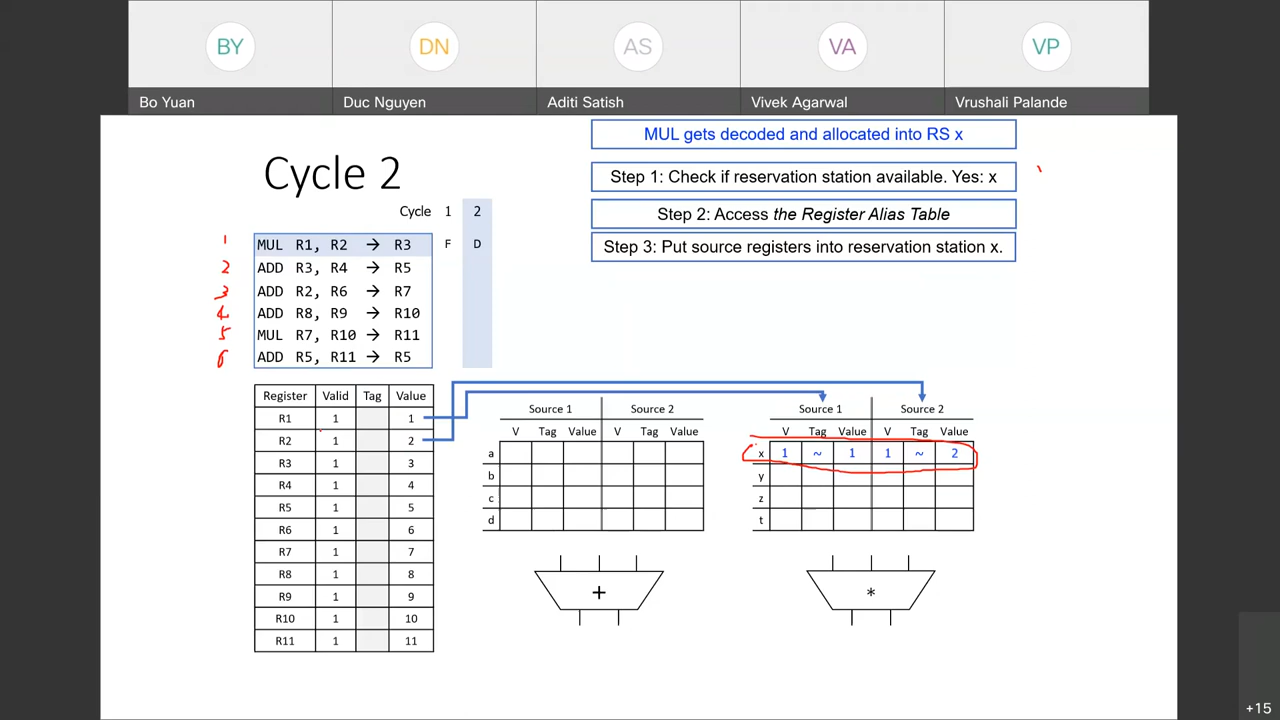 BY DN AS VA VP
Bo Yuan Duc Nguyen Aditi Satish Vivek Agarwal Vrushali Palande
MUL gets decoded and allocated into RS x
Cycle 2
Step 1: Check if reservation station available. Yes: x
Step 2: Access the Register Alias Table
Step 3: Put source registers into reservation station x.
Cycle 1 2
1 MUL R1, R2 → R3 F D
2 ADD R3, R4 → R5
3 ADD R2, R6 → R7
4 ADD R8, R9 → R10
5 MUL R7, R10 → R11
6 ADD R5, R11 → R5
Register Valid Tag Value
R1 1 1
R2 1 2
R3 1 3
R4 1 4
R5 1 5
R6 1 6
R7 1 7
R8 1 8
R9 1 9
R10 1 10
R11 1 11
Source 1 Source 2
V Tag Value V Tag Value
a
b
c
d
+
Source 1 Source 2
V Tag Value V Tag Value
x 1 ~ 1 1 ~ 2
y
z
t
*
+15